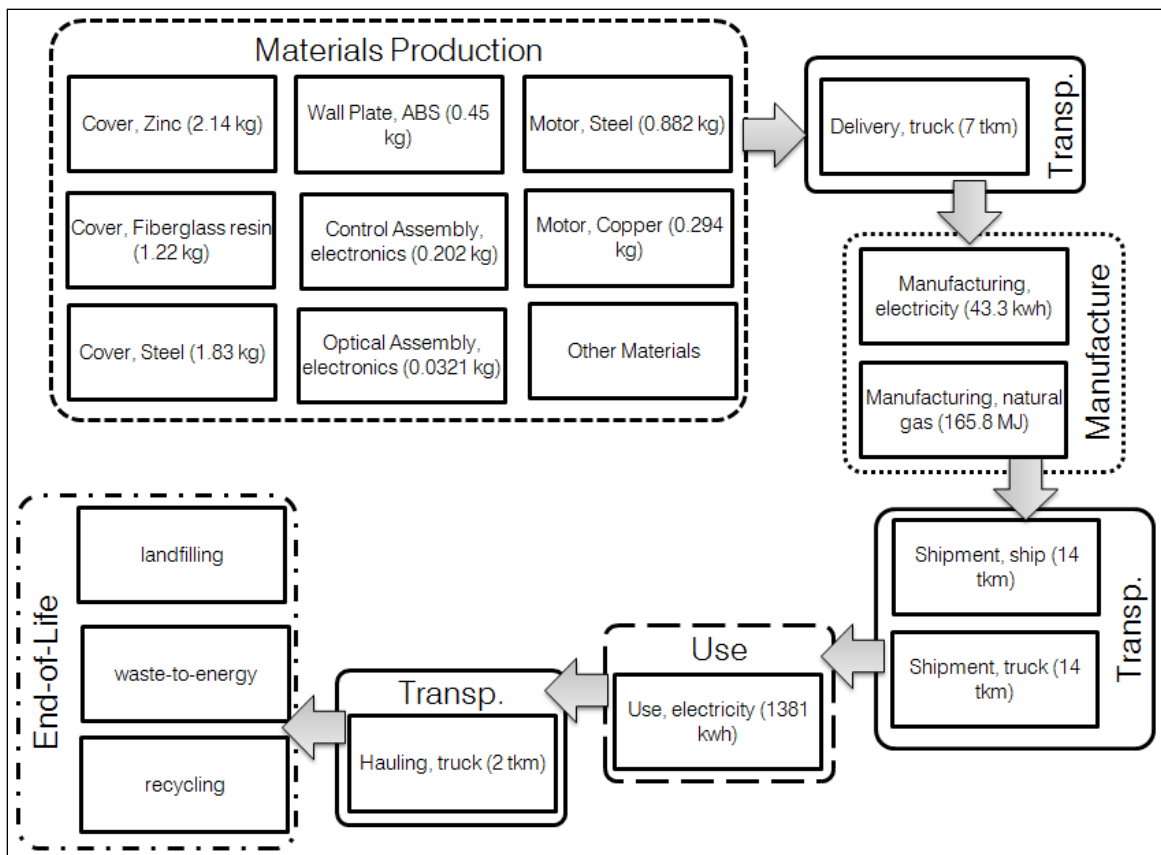 Materials Production
Cover, Zinc (2.14 kg)
Wall Plate, ABS (0.45
kg)
Motor, Steel (0.882 kg)
Cover, Fiberglass resin
(1.22 kg)
Control Assembly,
electronics (0.202 kg)
Motor, Copper (0.294
kg)
Cover, Steel (1.83 kg)
Optical Assembly,
electronics (0.0321 kg)
Other Materials
Delivery, truck (7 tkm)
Transp.
Manufacturing,
electricity (43.3 kwh)
Manufacturing, natural
gas (165.8 MJ)
Manufacture
Shipment, ship (14
tkm)
Shipment, truck (14
tkm)
Transp.
Use
Use, electricity (1381
kwh)
Transp.
Hauling, truck (2 tkm)
End-of-Life
landfilling
waste-to-energy
recycling